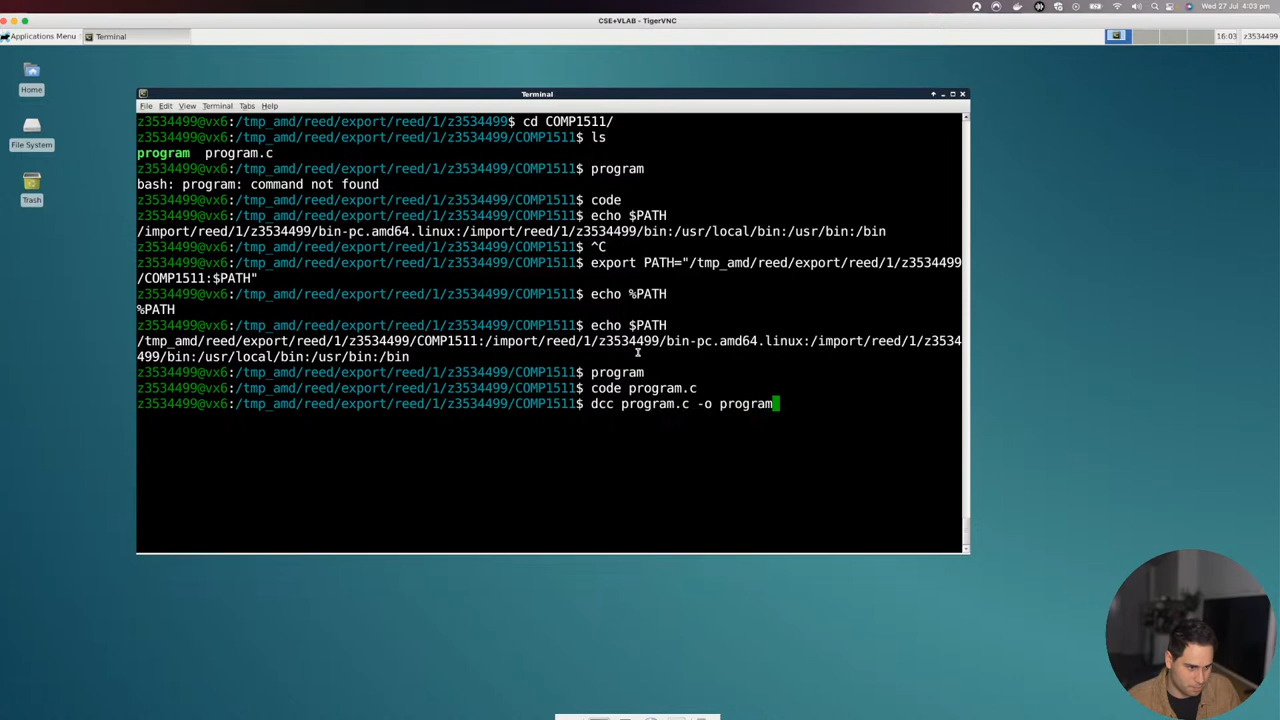 Wed 27 Jul 4:03 pm
CSE+VLAB - TigerVNC
Applications Menu
Terminal
16:03
z3534499
Home
File System
Trash
Terminal
File Edit View Terminal Tabs Help
z3534499@vx6:/tmp_amd/reed/export/reed/1/z3534499$ cd COMP1511/
z3534499@vx6:/tmp_amd/reed/export/reed/1/z3534499/COMP1511$ ls
program program.c
z3534499@vx6:/tmp_amd/reed/export/reed/1/z3534499/COMP1511$ program
bash: program: command not found
z3534499@vx6:/tmp_amd/reed/export/reed/1/z3534499/COMP1511$ code
z3534499@vx6:/tmp_amd/reed/export/reed/1/z3534499/COMP1511$ echo $PATH
/import/reed/1/z3534499/bin-pc.amd64.linux:/import/reed/1/z3534499/bin:/usr/local/bin:/usr/bin:/bin
z3534499@vx6:/tmp_amd/reed/export/reed/1/z3534499/COMP1511$ ^C
z3534499@vx6:/tmp_amd/reed/export/reed/1/z3534499/COMP1511$ export PATH="/tmp_amd/reed/export/reed/1/z3534499
/COMP1511:$PATH"
z3534499@vx6:/tmp_amd/reed/export/reed/1/z3534499/COMP1511$ echo %PATH
%PATH
z3534499@vx6:/tmp_amd/reed/export/reed/1/z3534499/COMP1511$ echo $PATH
/tmp_amd/reed/export/reed/1/z3534499/COMP1511:/import/reed/1/z3534499/bin-pc.amd64.linux:/import/reed/1/z3534
499/bin:/usr/local/bin:/usr/bin:/bin
z3534499@vx6:/tmp_amd/reed/export/reed/1/z3534499/COMP1511$ program
z3534499@vx6:/tmp_amd/reed/export/reed/1/z3534499/COMP1511$ code program.c
z3534499@vx6:/tmp_amd/reed/export/reed/1/z3534499/COMP1511$ dcc program.c -o program